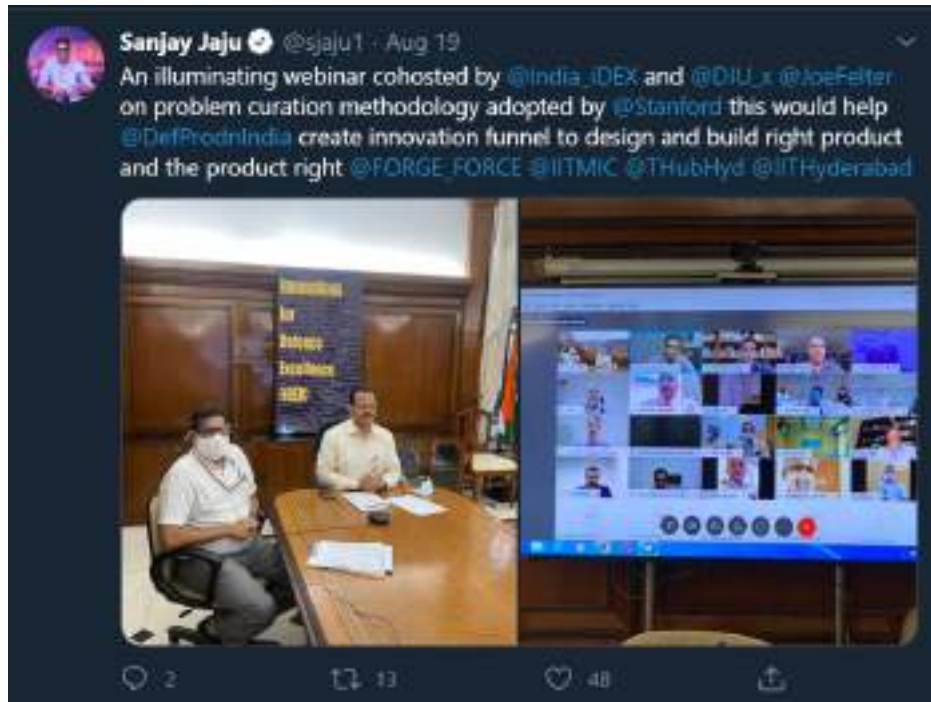 Sanjay Jaju @sjaju1 · Aug 19
An illuminating webinar cohosted by @India_iDEX and @DIU_x @JoeFelter
on problem curation methodology adopted by @Stanford this would help
@DefProdnIndia create innovation funnel to design and build right product
and the product right @FORGE_FORCE @IITMIC @THubHyd @IITHyderabad
Innovations
for
Defence
Excellence
2 13 48